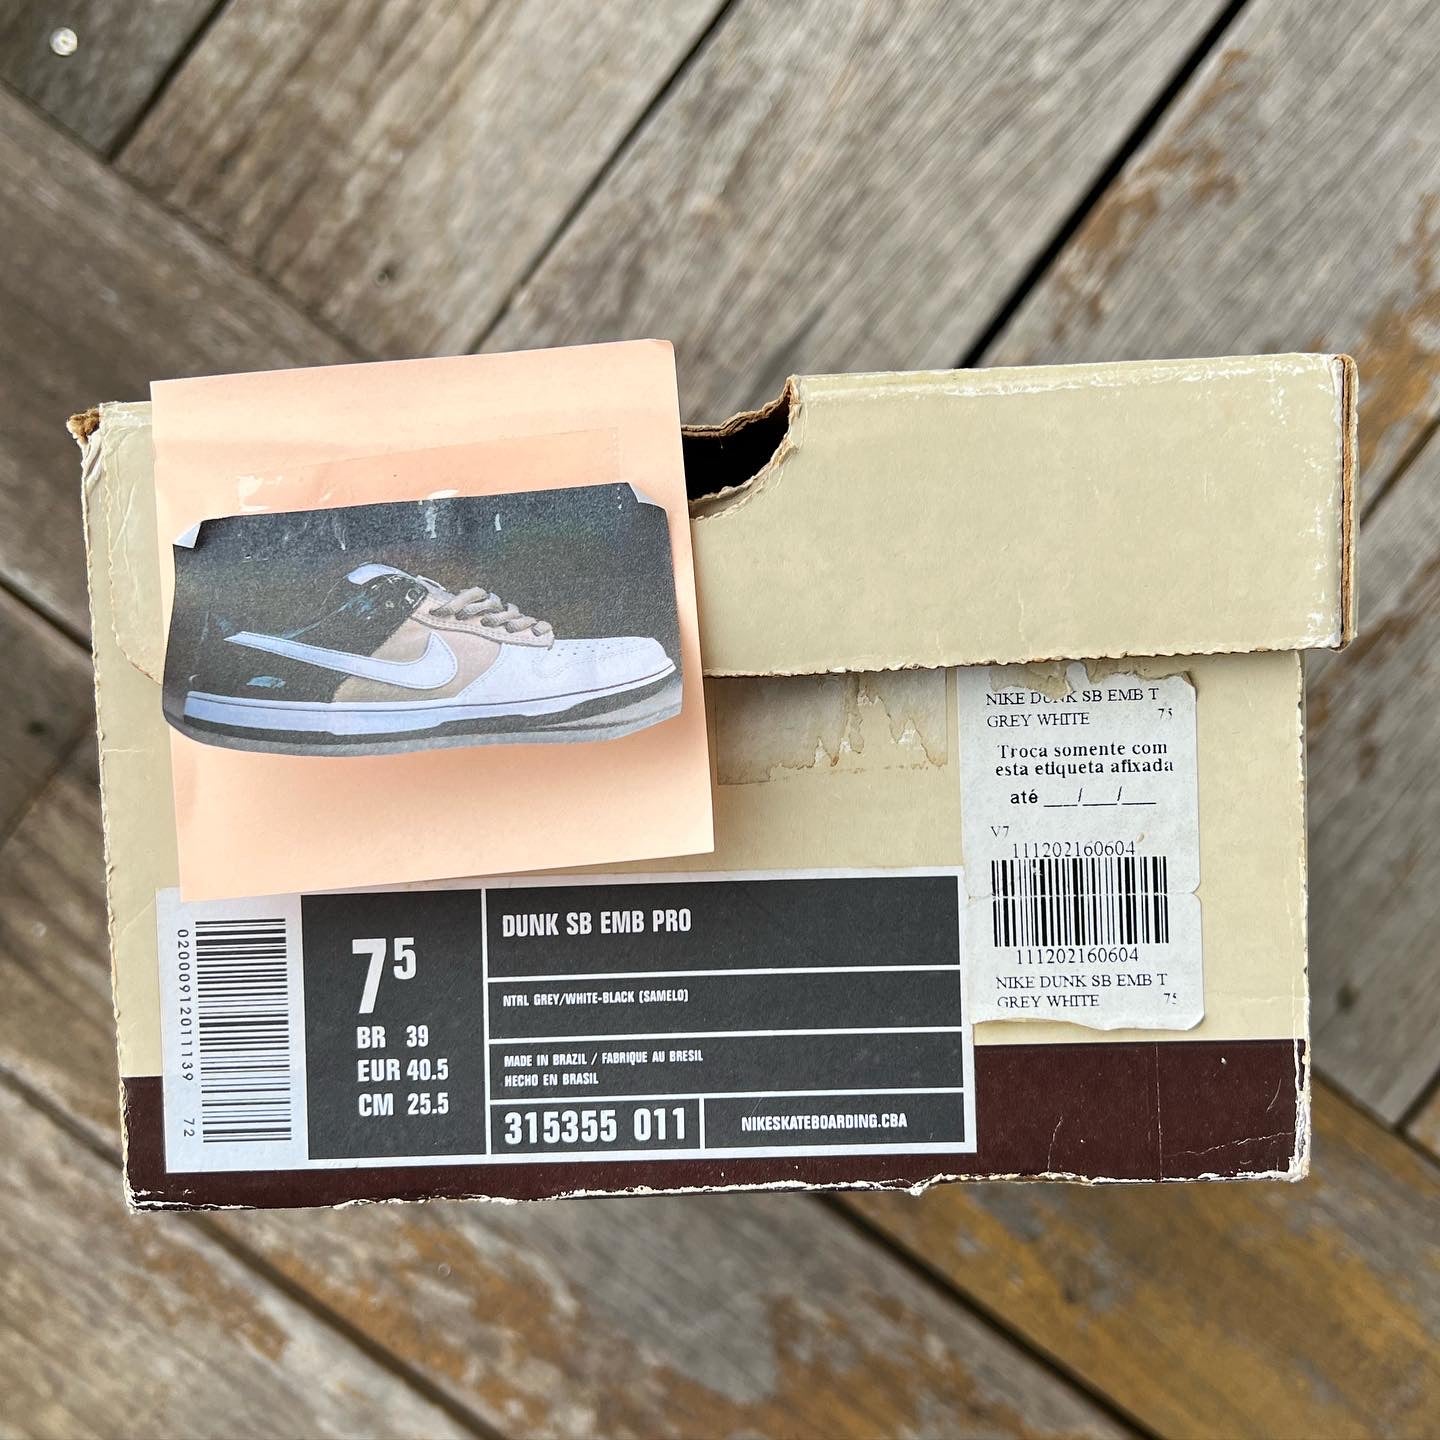 NIKE DUNK SB EMB T
GREY WHITE 75
Troca somente com
esta etiqueta afixada
até ___/___/___
V7
111202160604
111202160604
NIKE DUNK SB EMB T
GREY WHITE 75
0200091201113 9
72
75
BR 39
EUR 40.5
CM 25.5
DUNK SB EMB PRO
NTRL GREY/WHITE-BLACK (SAMELO)
MADE IN BRAZIL / FABRIQUE AU BRESIL
HECHO EN BRASIL
315355 011
NIKESKATEBOARDING.CBA